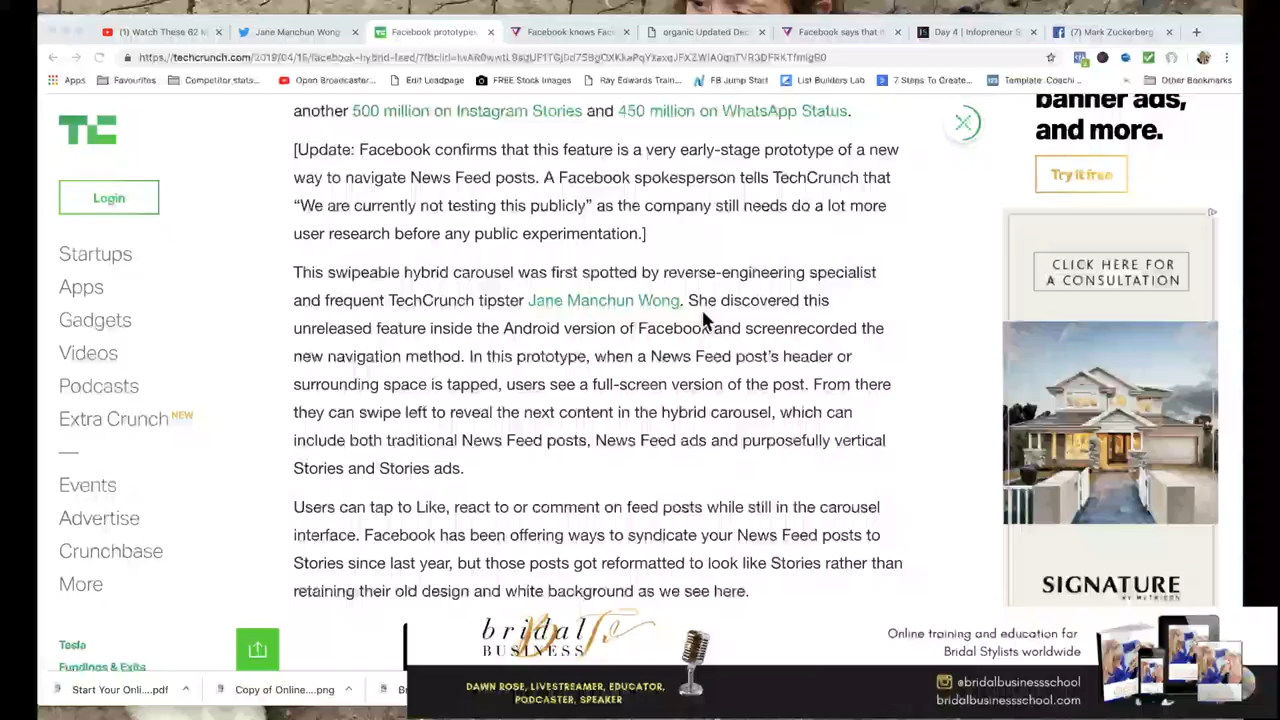 (1) Watch These 62 M
Jane Manchun Wong
Facebook prototypes
Facebook knows Fac
organic Updated Dec
Facebook says that it
Day 4 | Infopreneur S
(7) Mark Zuckerberg
Apps
Favourites
Competitor stats...
Open Broadcaster...
Edit Leadpage
FREE Stock Images
Ray Edwards Train...
FB Jump Start
List Builders Lab
7 Steps To Create...
Template: Coachi...
Other Bookmarks
another 500 million on Instagram Stories and 450 million on WhatsApp Status.
[Update: Facebook confirms that this feature is a very early-stage prototype of a new
way to navigate News Feed posts. A Facebook spokesperson tells TechCrunch that
“We are currently not testing this publicly” as the company still needs do a lot more
user research before any public experimentation.]
This swipeable hybrid carousel was first spotted by reverse-engineering specialist
and frequent TechCrunch tipster Jane Manchun Wong. She discovered this
unreleased feature inside the Android version of Facebook and screenrecorded the
new navigation method. In this prototype, when a News Feed post’s header or
surrounding space is tapped, users see a full-screen version of the post. From there
they can swipe left to reveal the next content in the hybrid carousel, which can
include both traditional News Feed posts, News Feed ads and purposefully vertical
Stories and Stories ads.
Users can tap to Like, react to or comment on feed posts while still in the carousel
interface. Facebook has been offering ways to syndicate your News Feed posts to
Stories since last year, but those posts got reformatted to look like Stories rather than
retaining their old design and white background as we see here.
TC
Login
Startups
Apps
Gadgets
Videos
Podcasts
Extra Crunch NEW
Events
Advertise
Crunchbase
More
Tesla
Fundings & Exits
banner ads,
and more.
Try it free
CLICK HERE FOR
A CONSULTATION
SIGNATURE
Start Your Onli....pdf
Copy of Online....png
bridal
BUSINESS
DAWN ROSE, LIVESTREAMER, EDUCATOR,
PODCASTER, SPEAKER
Online training and education for
Bridal Stylists worldwide
@bridalbusinessschool
bridalbusinessschool.com